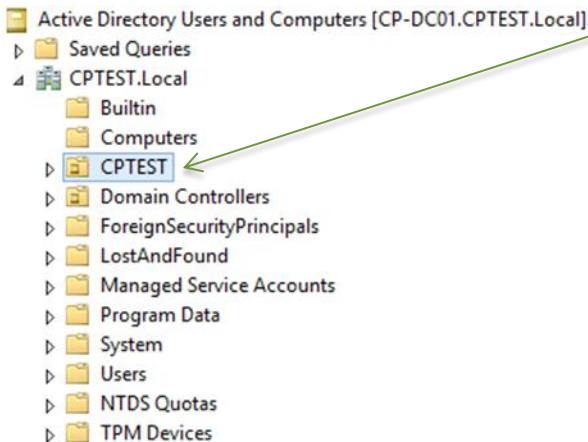 Active Directory Users and Computers [CP-DC01.CPTEST.Local]
Saved Queries
CPTEST.Local
Builtin
Computers
CPTEST
Domain Controllers
ForeignSecurityPrincipals
LostAndFound
Managed Service Accounts
Program Data
System
Users
NTDS Quotas
TPM Devices